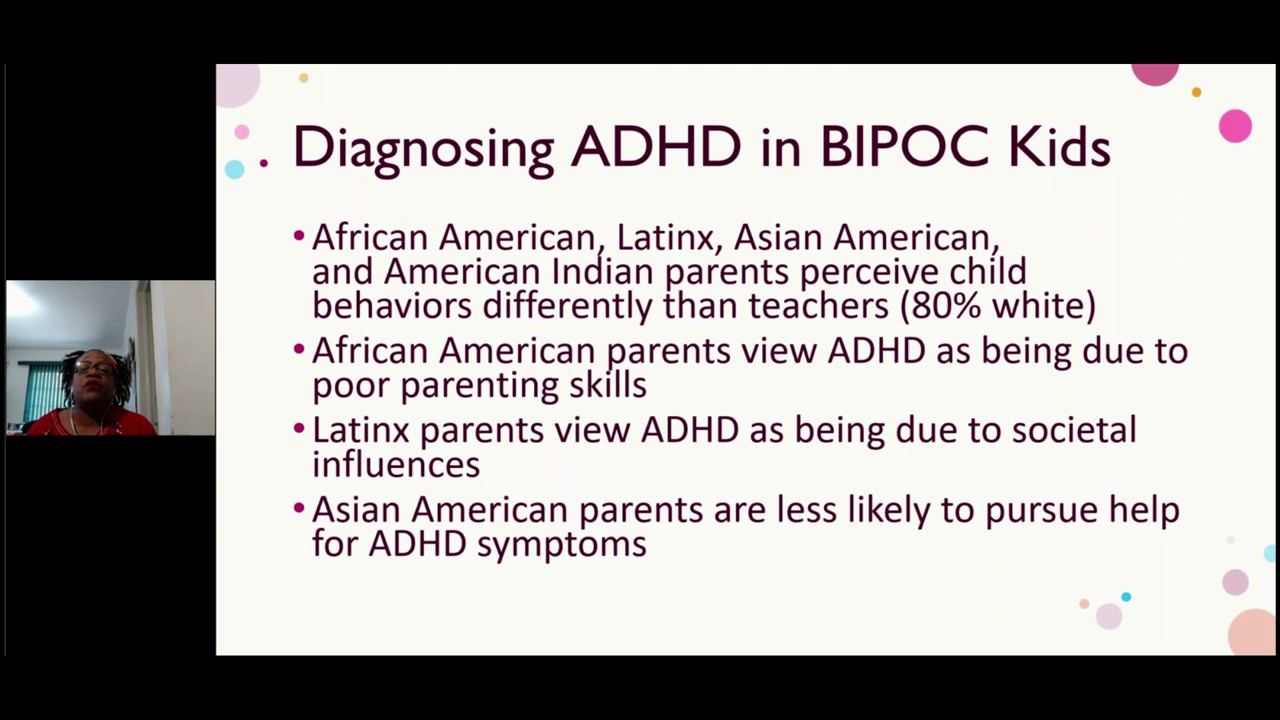 Diagnosing ADHD in BIPOC Kids
•African American, Latinx, Asian American,
and American Indian parents perceive child
behaviors differently than teachers (80% white)
•African American parents view ADHD as being due to
poor parenting skills
•Latinx parents view ADHD as being due to societal
influences
•Asian American parents are less likely to pursue help
for ADHD symptoms